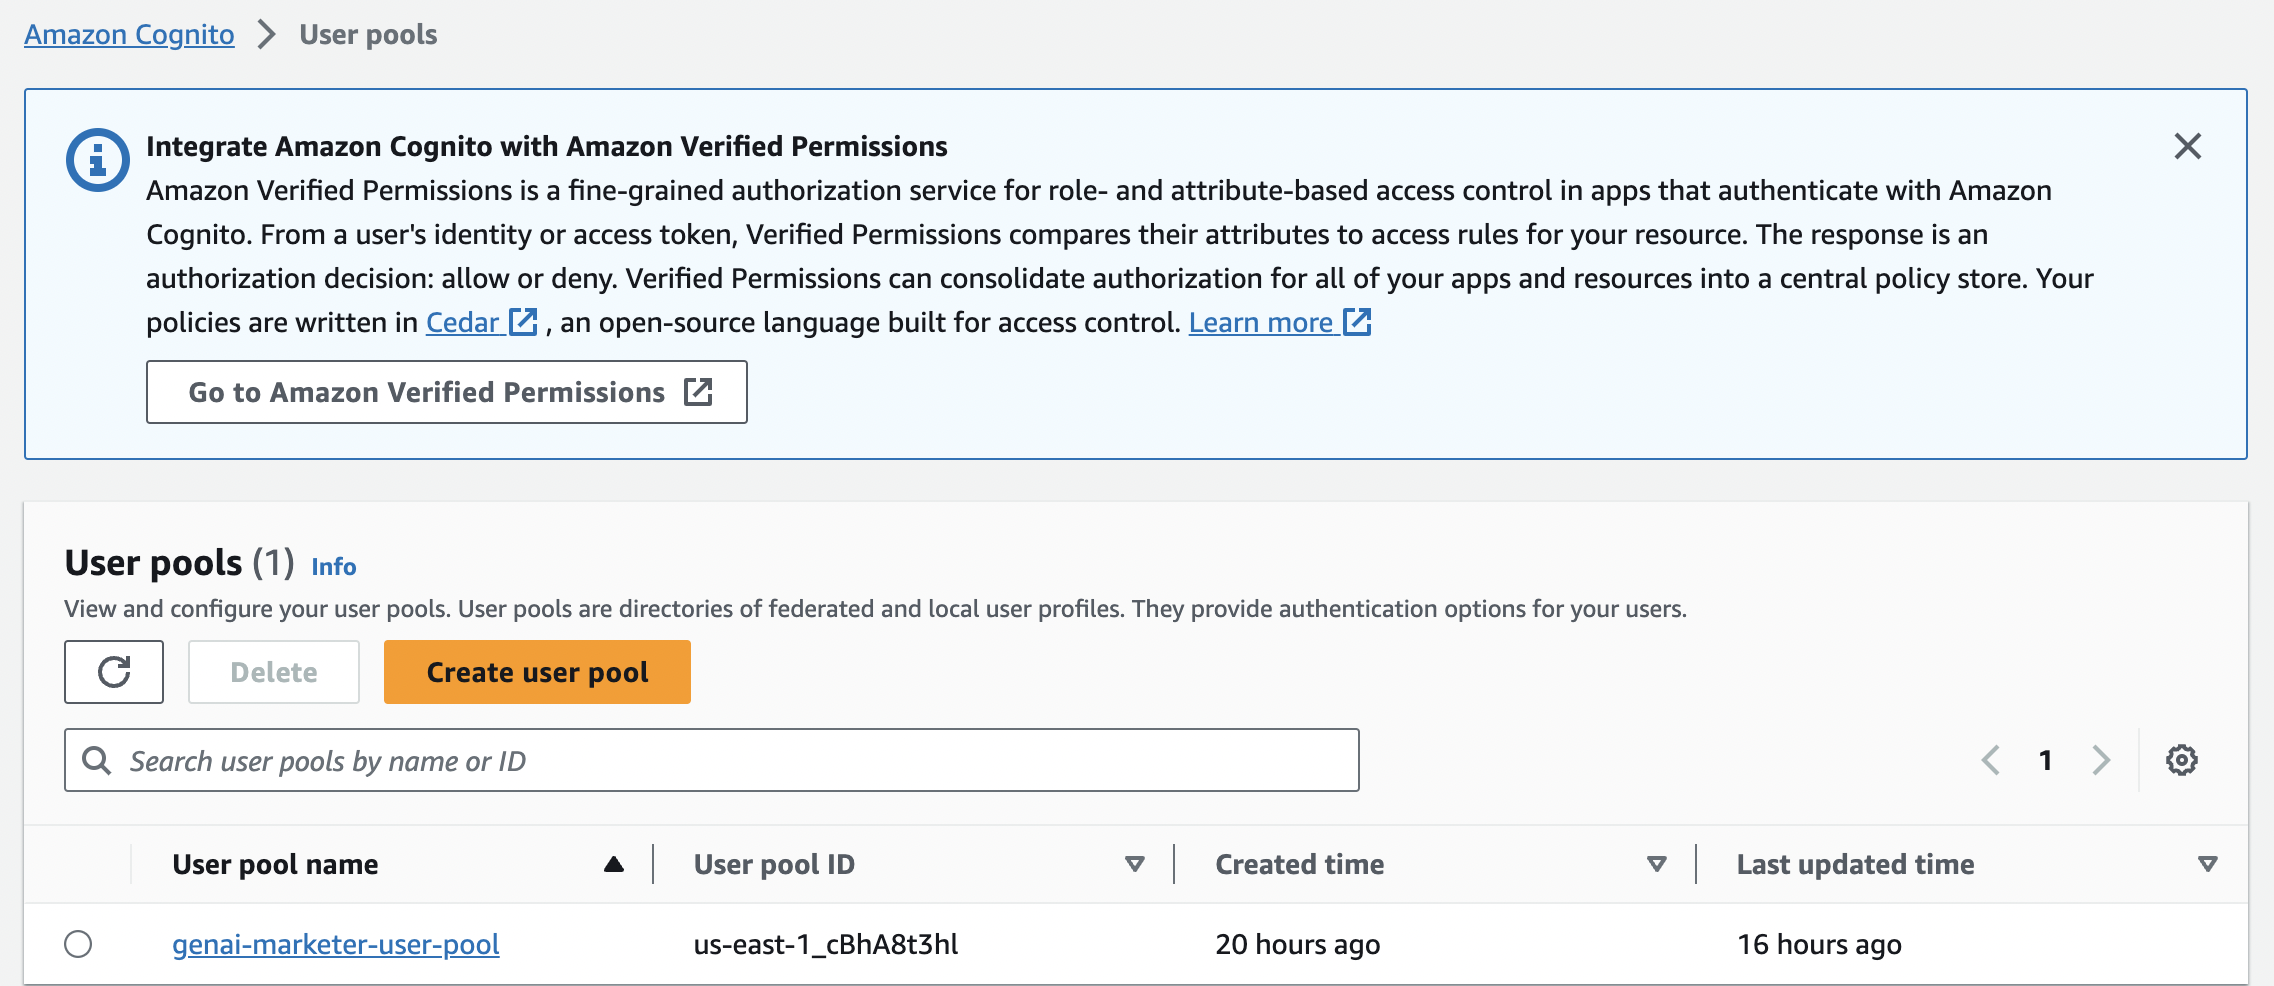 Amazon Cognito > User pools
Integrate Amazon Cognito with Amazon Verified Permissions
Amazon Verified Permissions is a fine-grained authorization service for role- and attribute-based access control in apps that authenticate with Amazon
Cognito. From a user's identity or access token, Verified Permissions compares their attributes to access rules for your resource. The response is an
authorization decision: allow or deny. Verified Permissions can consolidate authorization for all of your apps and resources into a central policy store. Your
policies are written in Cedar , an open-source language built for access control. Learn more
Go to Amazon Verified Permissions
User pools (1) Info
View and configure your user pools. User pools are directories of federated and local user profiles. They provide authentication options for your users.
Delete Create user pool
Search user pools by name or ID 1
User pool name User pool ID Created time Last updated time
genai-marketer-user-pool us-east-1_cBhA8t3hl 20 hours ago 16 hours ago